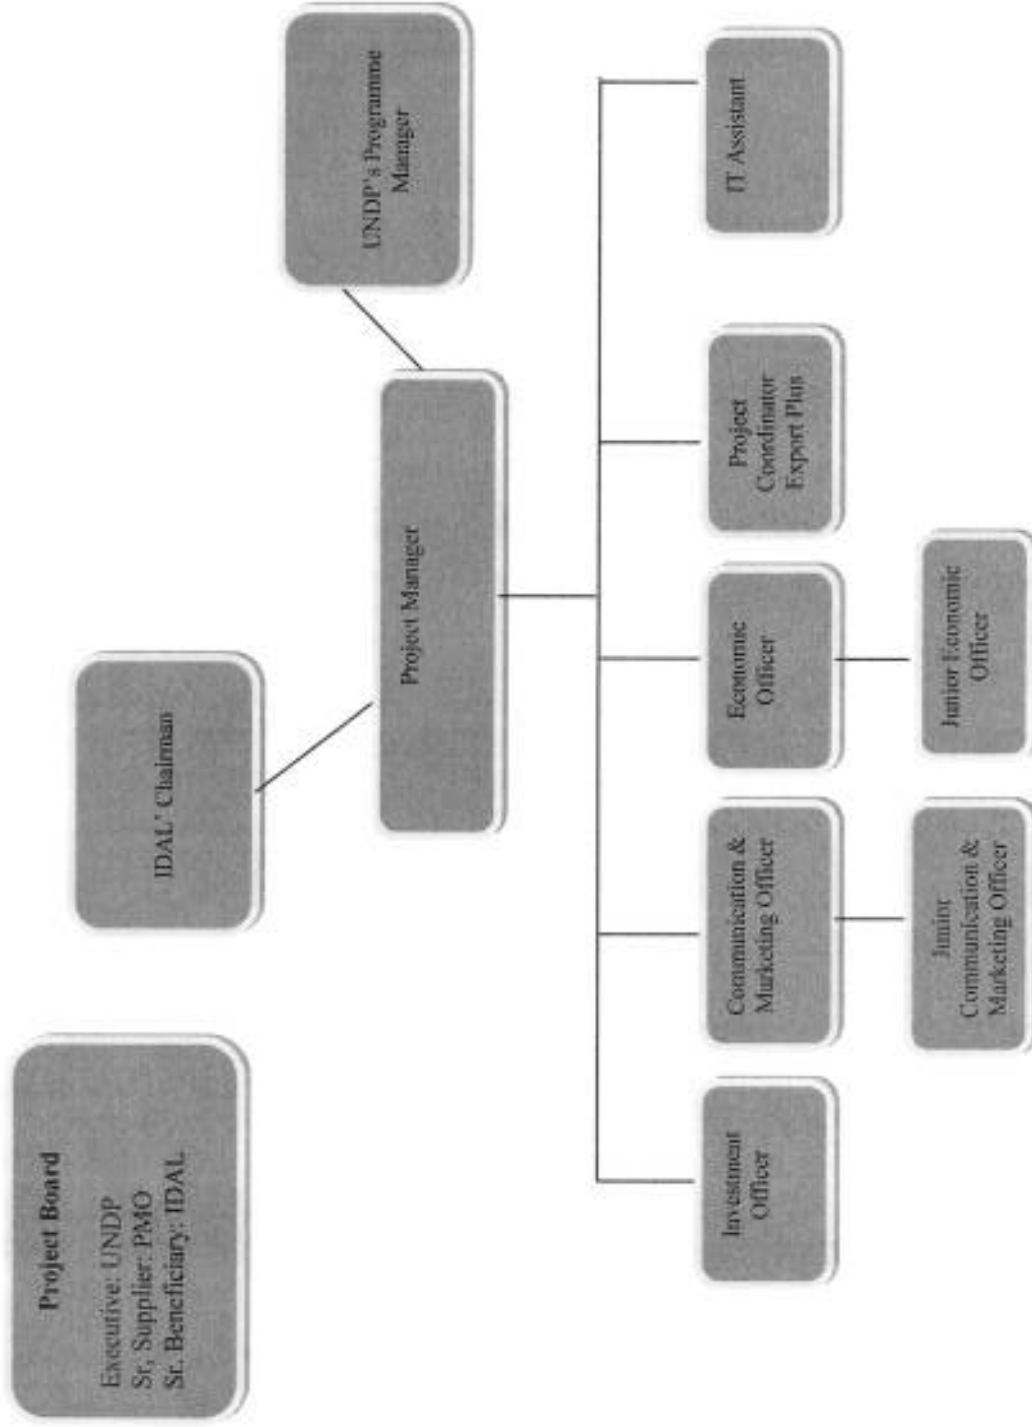 Project Board
Executive: UNDP
Sr, Supplier: PMO
Sr. Beneficiary: IDAL
IDAL' Chairman
UNDP's Programme
Manager
Project Manager
Investment
Officer
Communication &
Marketing Officer
Economic
Officer
Project
Coordinator
Export Plus
IT Assistant
Junior
Communication &
Marketing Officer
Junior Economic
Officer